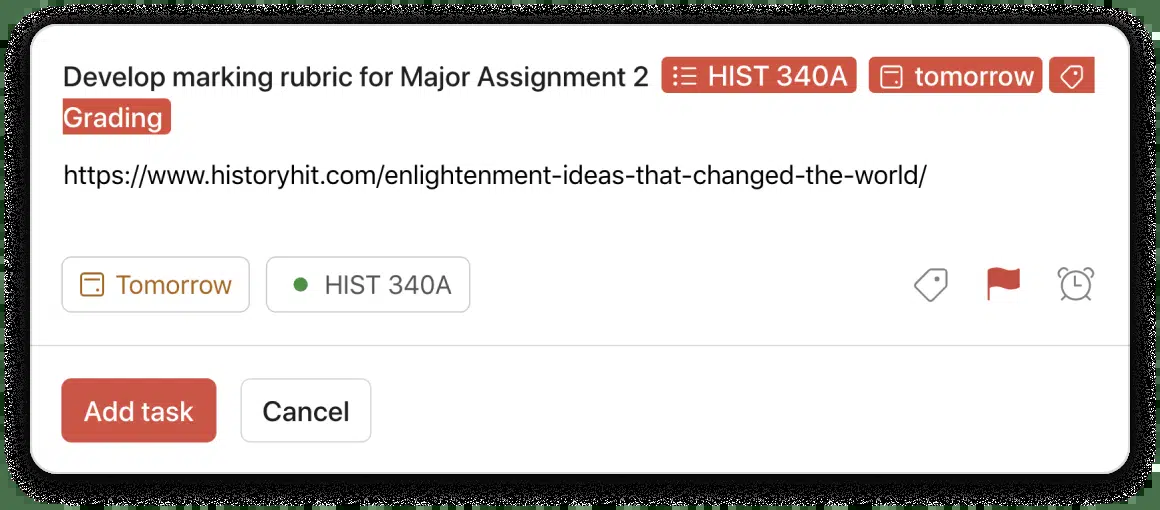 Develop marking rubric for Major Assignment 2 HIST 340A tomorrow
Grading
https://www.historyhit.com/enlightenment-ideas-that-changed-the-world/
Tomorrow HIST 340A
Add task Cancel